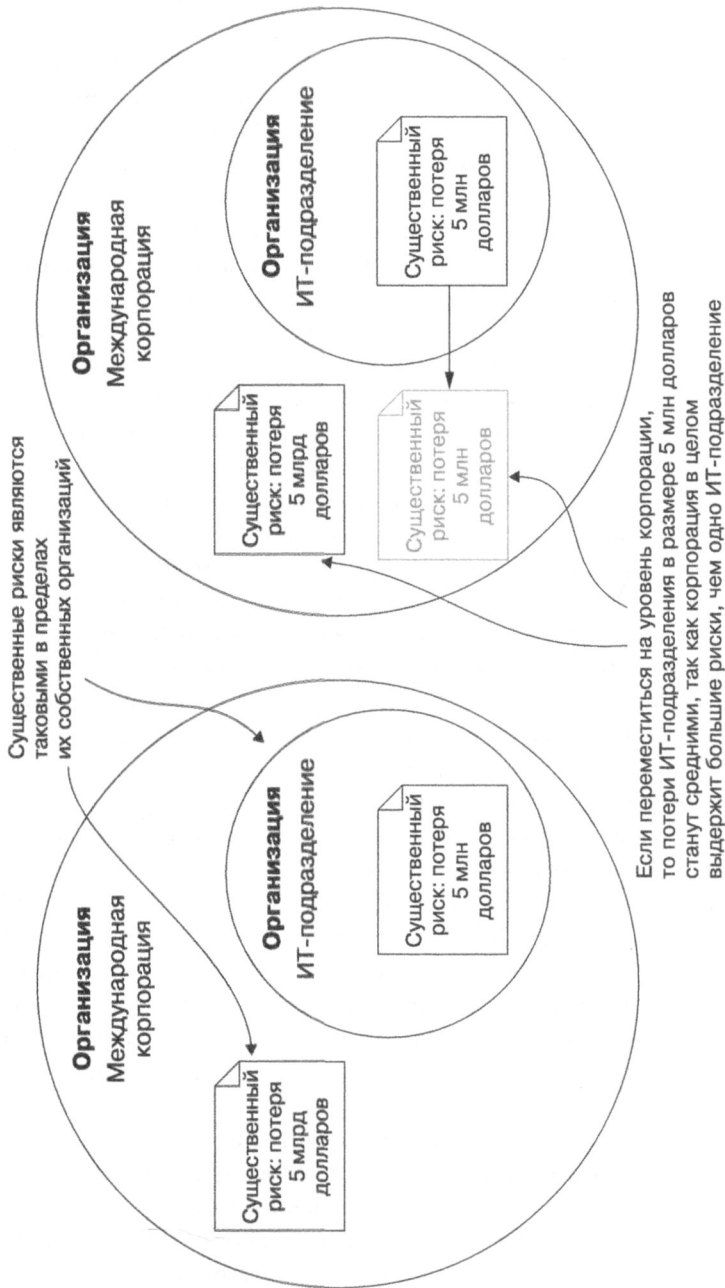 Существенные риски являются
таковыми в пределах
их собственных организаций
Организация
Международная
корпорация
Существенный
риск: потеря
5 млрд
долларов
Организация
ИТ-подразделение
Существенный
риск: потеря
5 млн
долларов
Организация
Международная
корпорация
Существенный
риск: потеря
5 млрд
долларов
Существенный
риск: потеря
5 млн
долларов
Организация
ИТ-подразделение
Существенный
риск: потеря
5 млн
долларов
Если переместиться на уровень корпорации,
то потери ИТ-подразделения в размере 5 млн долларов
станут средними, так как корпорация в целом
выдержит большие риски, чем одно ИТ-подразделение